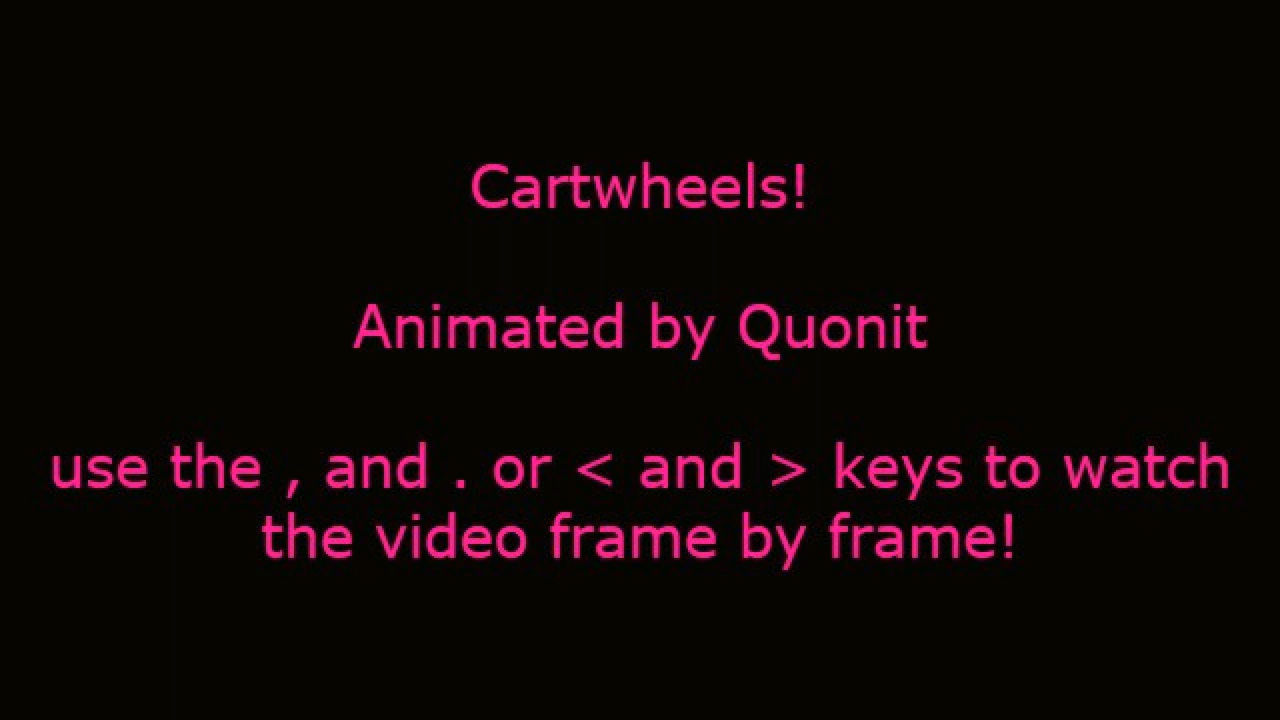 Cartwheels!
Animated by Quonit
use the , and . or < and > keys to watch
the video frame by frame!